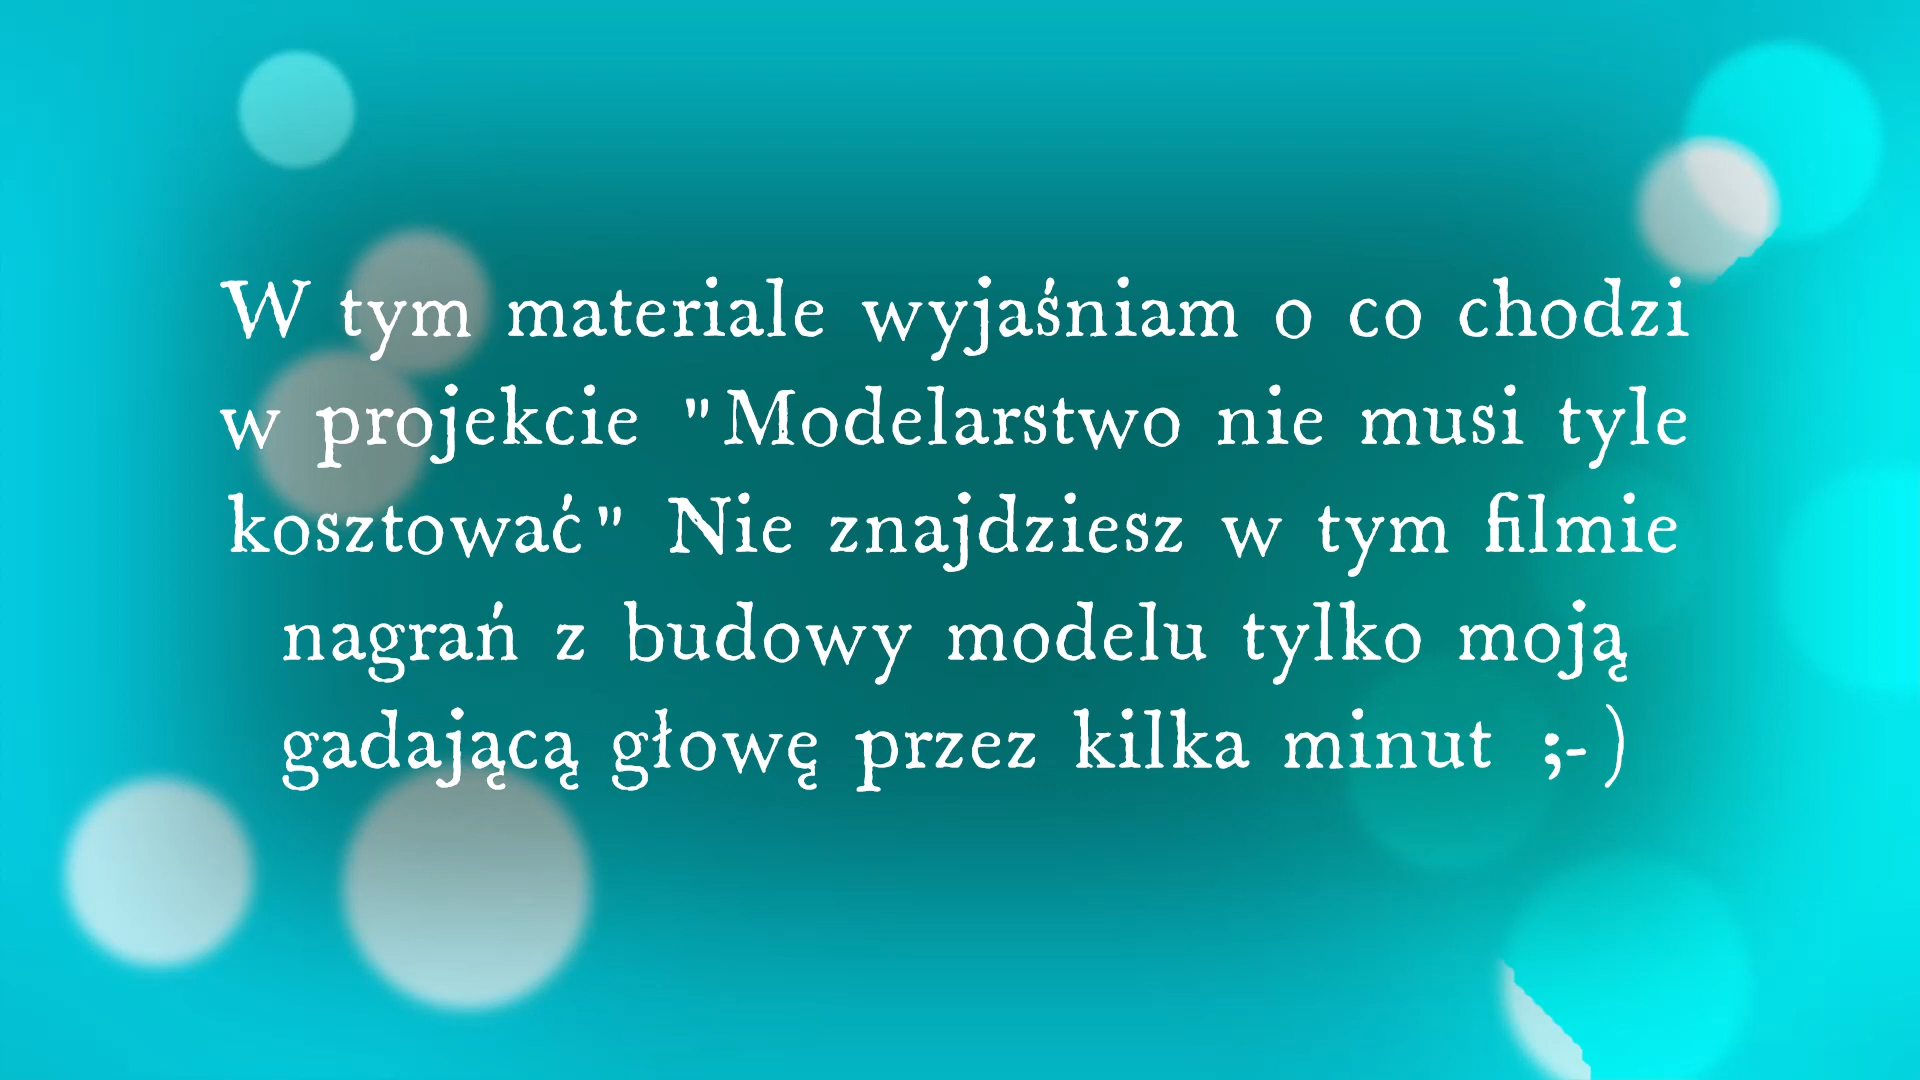 W tym materiale wyjaśniam o co chodzi
w projekcie "Modelarstwo nie musi tyle
kosztować" Nie znajdziesz w tym filmie
nagrań z budowy modelu tylko moją
gadającą głowę przez kilka minut ;-)